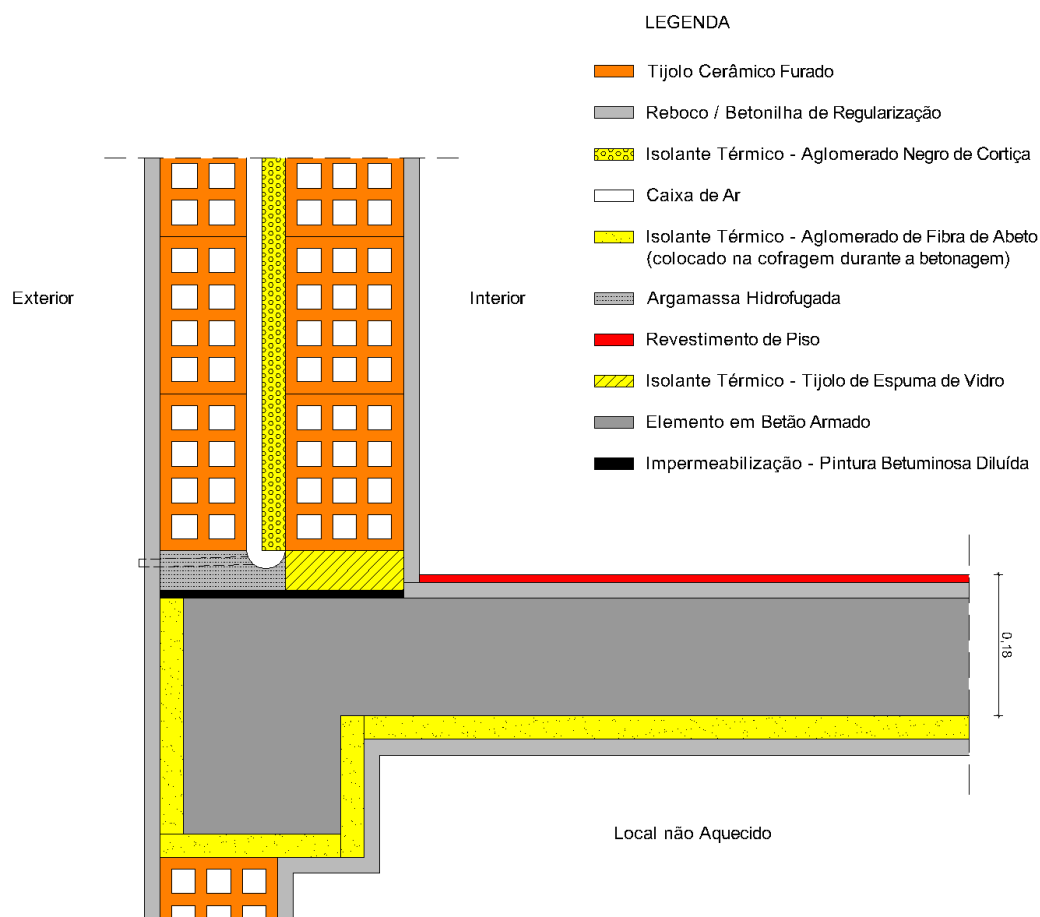 LEGENDA
Tijolo Cerâmico Furado
Reboco / Betonilha de Regularização
Isolante Térmico - Aglomerado Negro de Cortiça
Caixa de Ar
Isolante Térmico - Aglomerado de Fibra de Abeto
(colocado na cofragem durante a betonagem)
Argamassa Hidrofugada
Revestimento de Piso
Isolante Térmico - Tijolo de Espuma de Vidro
Elemento em Betão Armado
Impermeabilização - Pintura Betuminosa Diluída
Exterior
Interior
0,18
Local não Aquecido